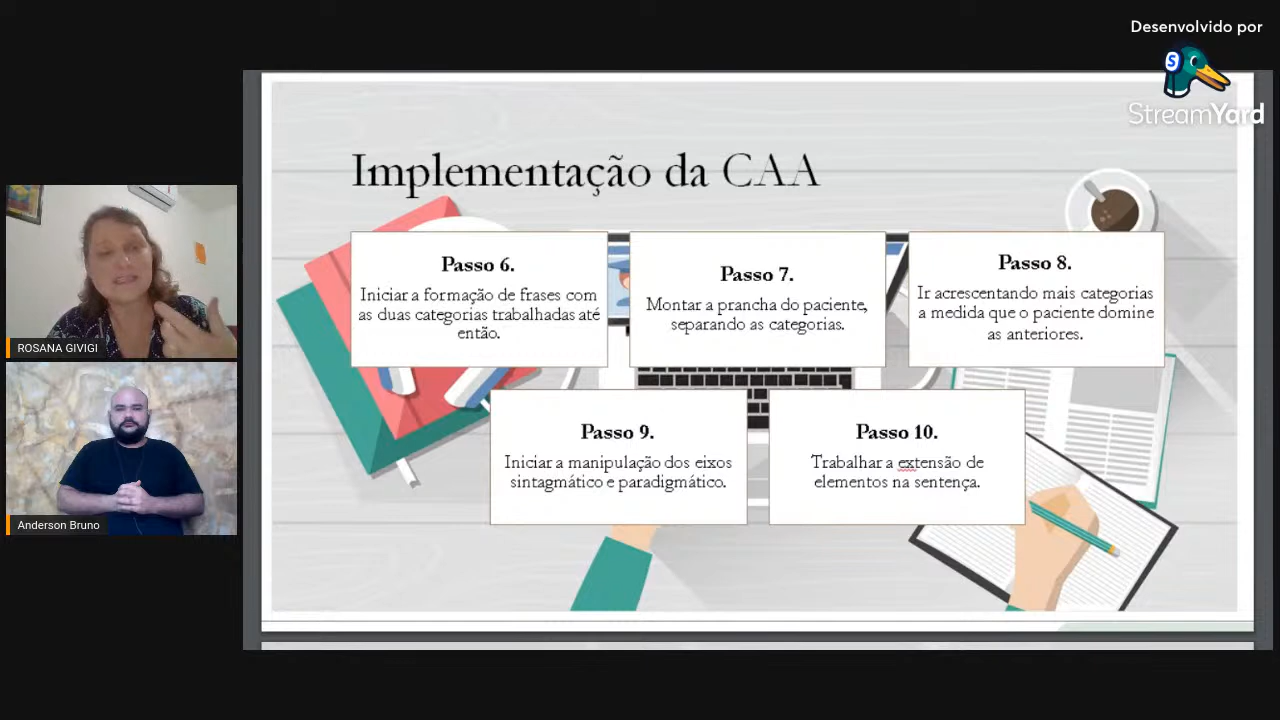 Desenvolvido por
S
StreamYard
Implementação da CAA
Passo 6.
Iniciar a formação de frases com
as duas categorias trabalhadas até
então.
Passo 7.
Montar a prancha do paciente,
separando as categorias.
Passo 8.
Ir acrescentando mais categorias
a medida que o paciente domine
as anteriores.
Passo 9.
Iniciar a manipulação dos eixos
sintagmático e paradigmático.
Passo 10.
Trabalhar a extensão de
elementos na sentença.
ROSANA GIVIGI
Anderson Bruno